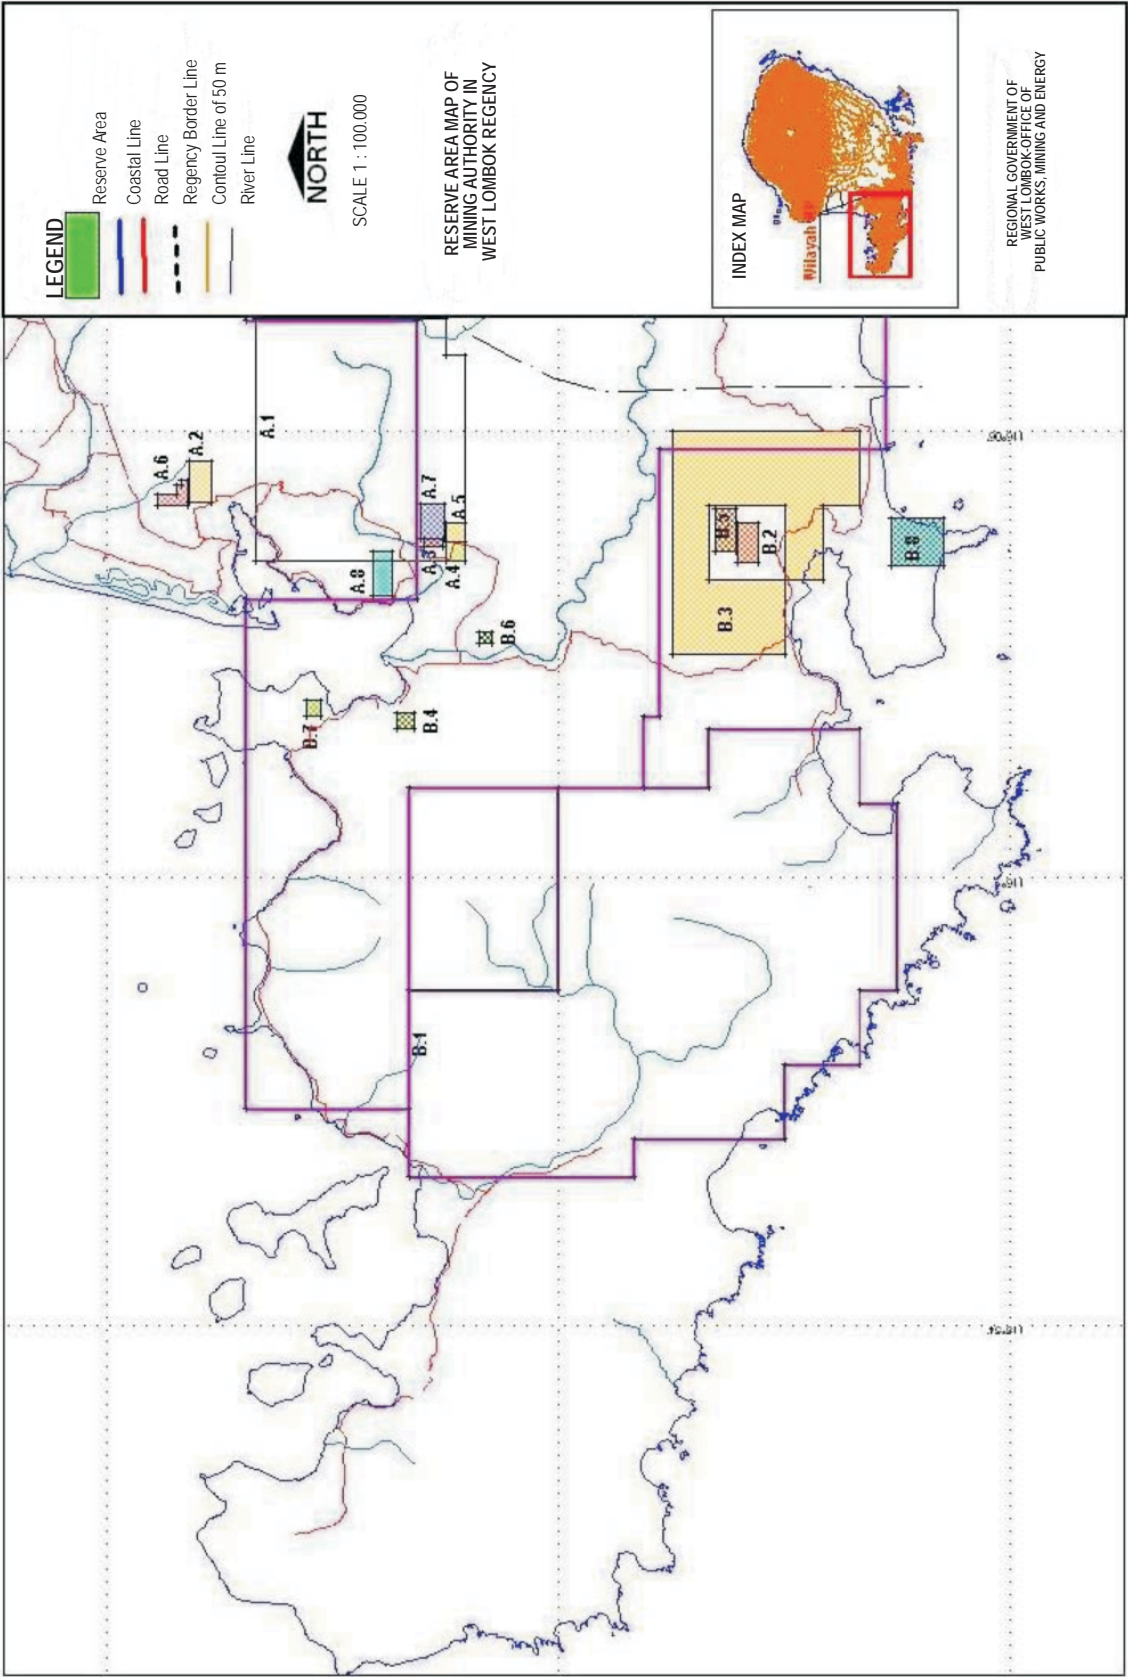 LEGEND
Reserve Area
Coastal Line
Road Line
Regency Border Line
Contoul Line of 50 m
River Line
NORTH
SCALE 1 : 100.000
RESERVE AREA MAP OF
MINING AUTHORITY IN
WEST LOMBOK REGENCY
INDEX MAP
Wilayah
REGIONAL GOVERNMENT OF
WEST LOMBOK-OFFICE OF
PUBLIC WORKS, MINING AND ENERGY
A.1
A.2
A.6
A.7
A.5
A.3
A.4
A.8
B.6
B.7
B.4
B.5
B.2
B.3
B.8
B.1